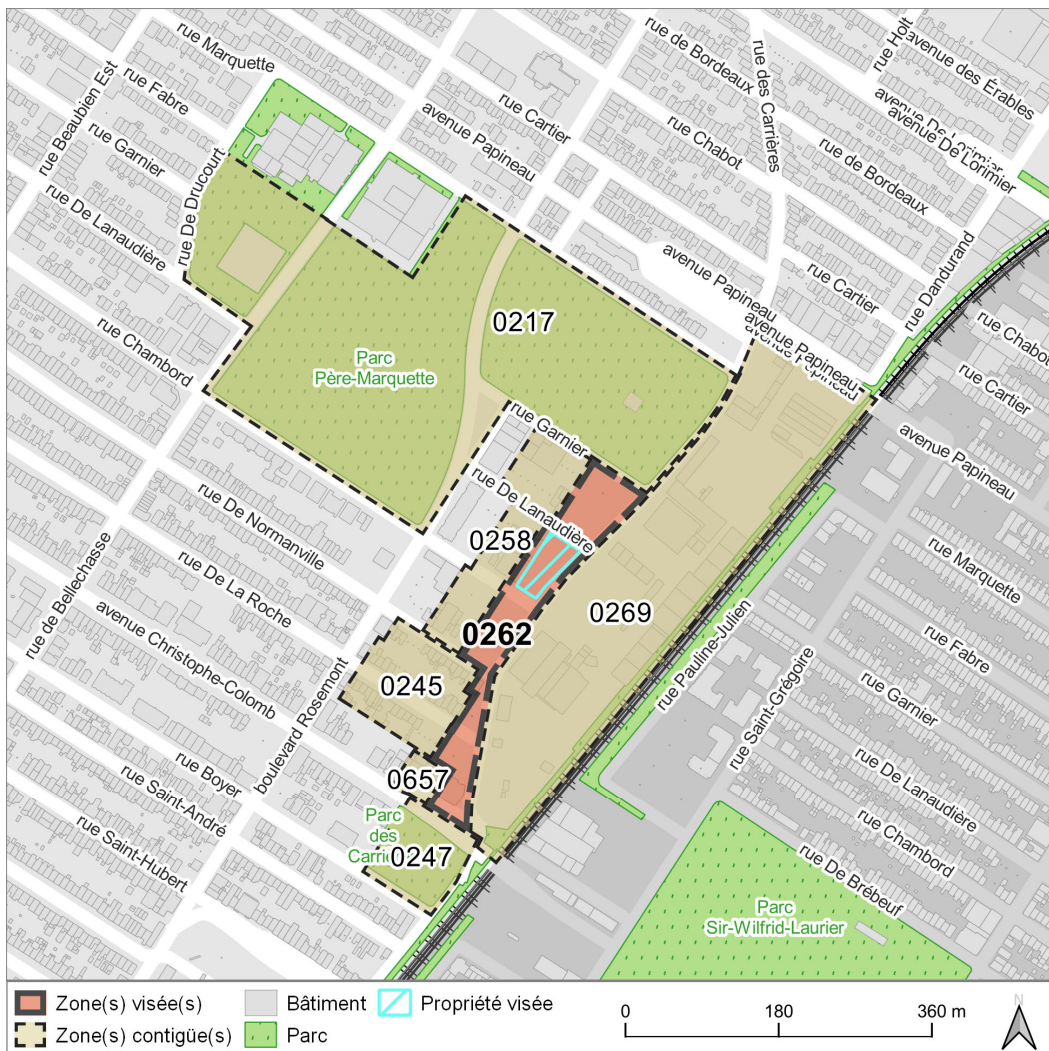 rue Marquette
rue Fabre
rue Garnier
rue Beaubien Est
rue De Lanaudière
rue De Drucourt
rue Chambord
avenue Papineau
rue Cartier
rue de Bordeaux
rue des Carrières
rue Chabot
rue de Bordeaux
rue Holt
avenue des Érables
avenue De Lorimier
avenue De Lorimier
rue Dandurand
avenue Papineau
rue Cartier
avenue Papineau
avenue Papineau
rue Chabot
rue Cartier
avenue Papineau
Parc
Père-Marquette
0217
rue Garnier
rue De Lanaudière
0258
0262
0269
0245
0657
0247
rue De Normanville
rue De La Roche
avenue Christophe-Colomb
rue de Bellechasse
boulevard Rosemont
rue Boyer
rue Saint-André
rue Saint-Hubert
Parc
des
rue Pauline-Julien
rue Saint-Grégoire
rue Marquette
rue Fabre
rue Garnier
rue De Lanaudière
rue Chambord
rue De Brébeuf
Parc
Sir-Wilfrid-Laurier
Zone(s) visée(s)
Bâtiment
Propriété visée
Zone(s) contigüe(s)
Parc
0 180 360 m
N